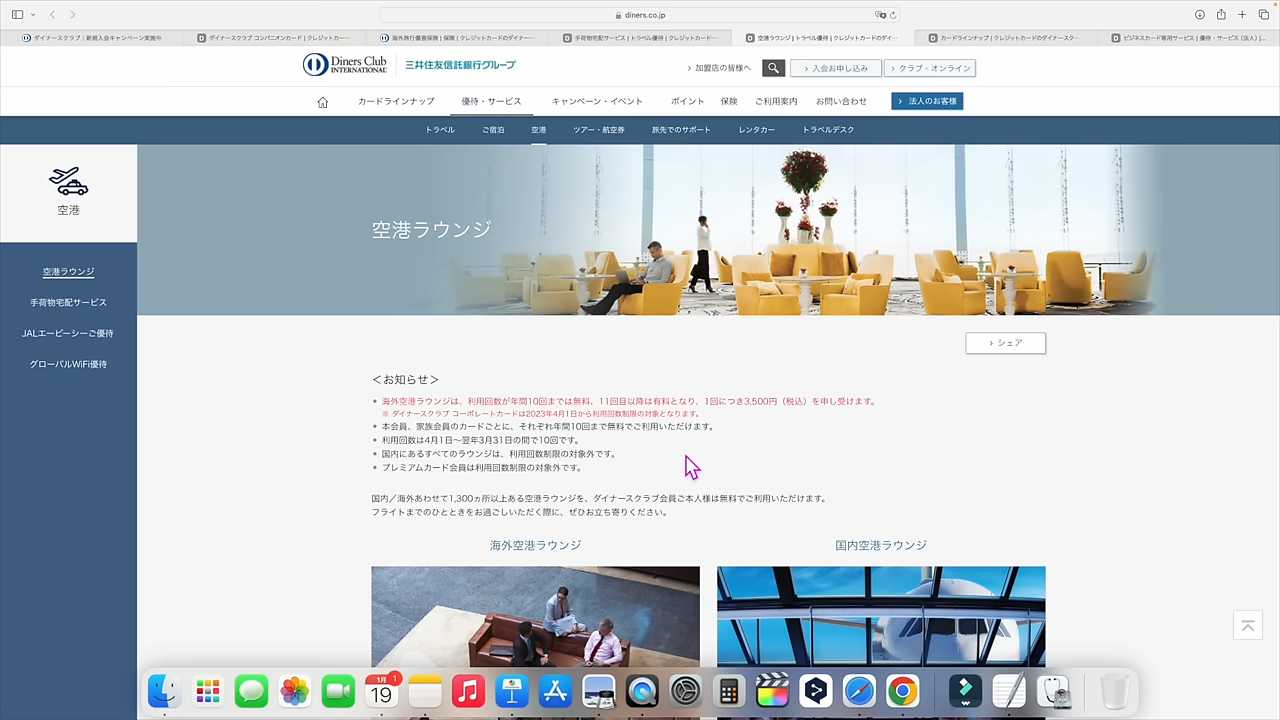 diners.co.jp
ダイナースクラブ｜新規入会キャンペーン実施中
ダイナースクラブ コンパニオンカード | クレジットカー…
海外旅行傷害保険 | 保険 | クレジットカードのダイナー…
手荷物宅配サービス | トラベル優待 | クレジットカード…
空港ラウンジ | トラベル優待 | クレジットカードのダイ…
カードラインナップ | クレジットカードのダイナースク…
ビジネスカード専用サービス | 優待・サービス（法人）|…
Diners Club
INTERNATIONAL
三井住友信託銀行グループ
加盟店の皆様へ
入会お申し込み
クラブ・オンライン
カードラインナップ
優待・サービス
キャンペーン・イベント
ポイント
保険
ご利用案内
お問い合わせ
法人のお客様
トラベル
ご宿泊
空港
ツアー・航空券
旅先でのサポート
レンタカー
トラベルデスク
空港
空港ラウンジ
手荷物宅配サービス
JALエービーシーご優待
グローバルWiFi優待
空港ラウンジ
シェア
＜お知らせ＞
海外空港ラウンジは、利用回数が年間10回までは無料、11回目以降は有料となり、1回につき3,500円（税込）を申し受けます。
※ ダイナースクラブ コーポレートカードは2023年4月1日から利用回数制限の対象となります。
本会員、家族会員のカードごとに、それぞれ年間10回まで無料でご利用いただけます。
利用回数は4月1日～翌年3月31日の間で10回です。
国内にあるすべてのラウンジは、利用回数制限の対象外です。
プレミアムカード会員は利用回数制限の対象外です。
国内／海外あわせて1,300ヵ所以上ある空港ラウンジを、ダイナースクラブ会員ご本人様は無料でご利用いただけます。
フライトまでのひとときをお過ごしいただく際に、ぜひお立ち寄りください。
海外空港ラウンジ
国内空港ラウンジ
1月
1
19